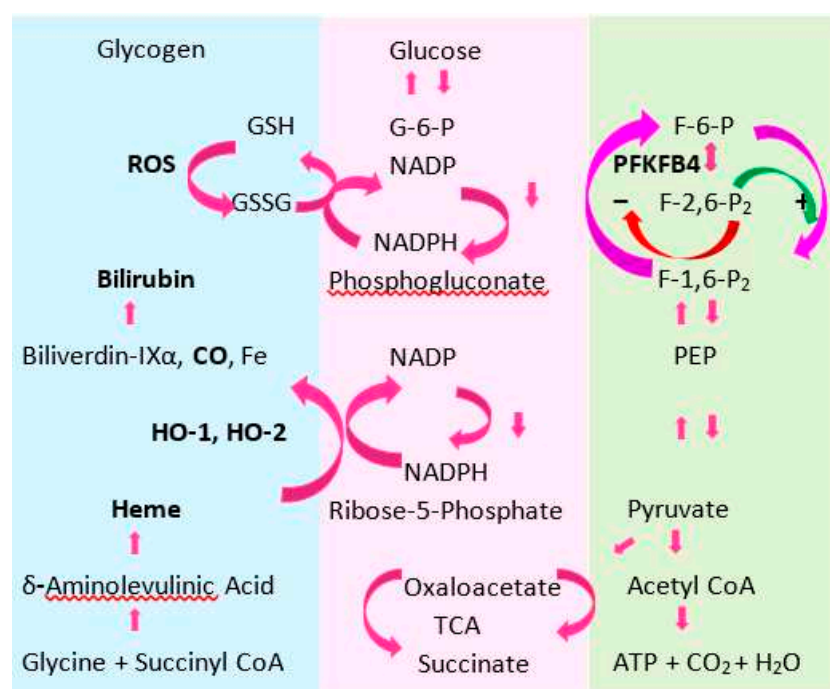 Glycogen
Glucose
GSH
G-6-P
F-6-P
ROS
NADP
PFKFB4
GSSG
– F-2,6-P₂ +
NADPH
Bilirubin
Phosphogluconate
F-1,6-P₂
Biliverdin-IXα, CO, Fe
NADP
PEP
HO-1, HO-2
NADPH
Heme
Ribose-5-Phosphate
Pyruvate
δ-Aminolevulinic Acid
Oxaloacetate
Acetyl CoA
TCA
Glycine + Succinyl CoA
Succinate
ATP + CO₂ + H₂O